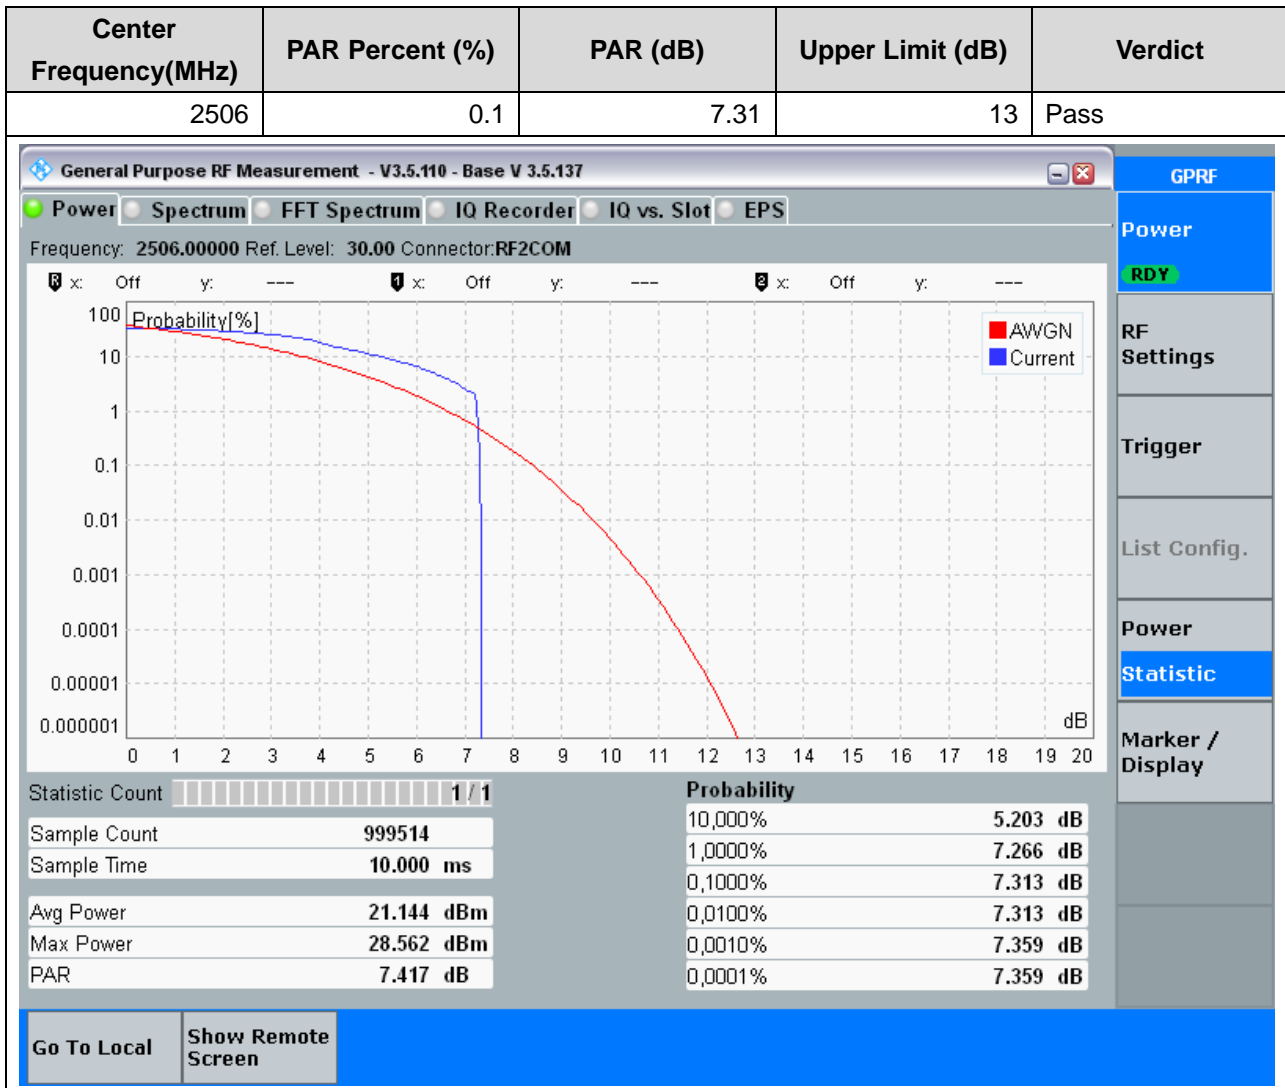 Center Frequency(MHz) PAR Percent (%) PAR (dB) Upper Limit (dB) Verdict
2506 0.1 7.31 13 Pass
General Purpose RF Measurement - V3.5.110 - Base V 3.5.137
GPRF
Power Spectrum FFT Spectrum IQ Recorder IQ vs. Slot EPS
Frequency: 2506.00000 Ref. Level: 30.00 Connector:RF2COM
R x: Off y: --- 1 x: Off y: --- 2 x: Off y: ---
Probability[%]
AWGN
Current
100
10
1
0.1
0.01
0.001
0.0001
0.00001
0.000001
dB
0 1 2 3 4 5 6 7 8 9 10 11 12 13 14 15 16 17 18 19 20
Statistic Count 1 / 1
Sample Count 999514
Sample Time 10.000 ms
Avg Power 21.144 dBm
Max Power 28.562 dBm
PAR 7.417 dB
Probability
10,000% 5.203 dB
1,0000% 7.266 dB
0,1000% 7.313 dB
0,0100% 7.313 dB
0,0010% 7.359 dB
0,0001% 7.359 dB
Power
RDY
RF
Settings
Trigger
List Config.
Power
Statistic
Marker /
Display
Go To Local
Show Remote
Screen